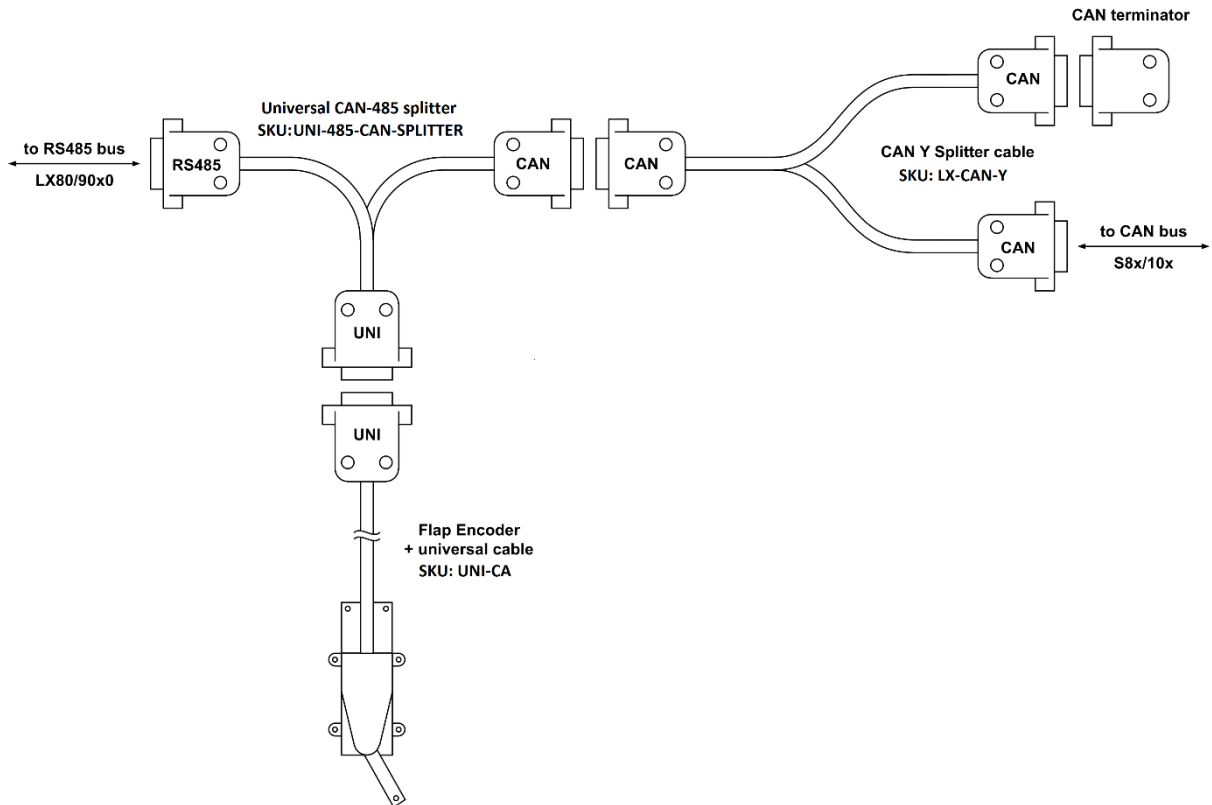 CAN terminator
CAN
Universal CAN-485 splitter
SKU:UNI-485-CAN-SPLITTER
to RS485 bus
LX80/90x0
RS485
CAN
CAN
CAN Y Splitter cable
SKU: LX-CAN-Y
CAN
to CAN bus
S8x/10x
UNI
UNI
Flap Encoder
+ universal cable
SKU: UNI-CA